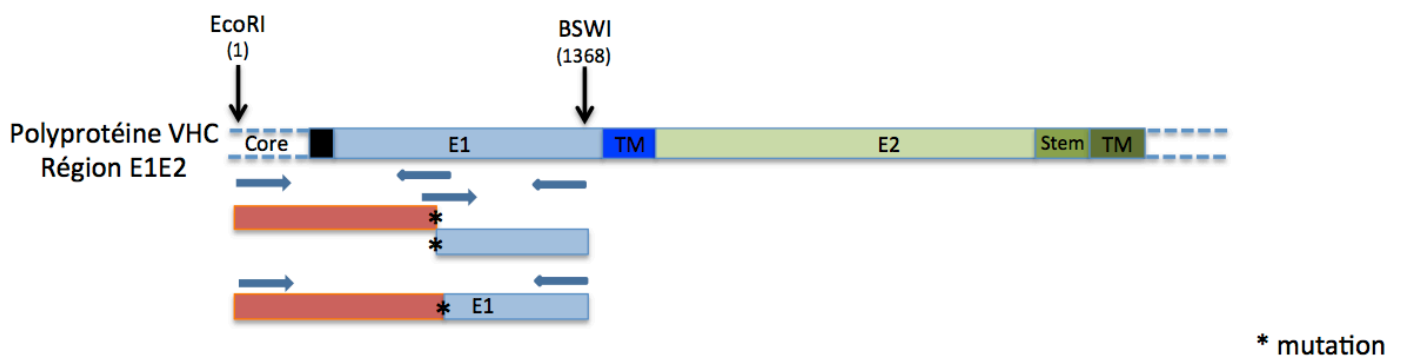 EcoRI
(1)
BSWI
(1368)
Polyprotéine VHC
Région E1E2
Core
E1
TM
E2
Stem
TM
*
*
* E1
* mutation